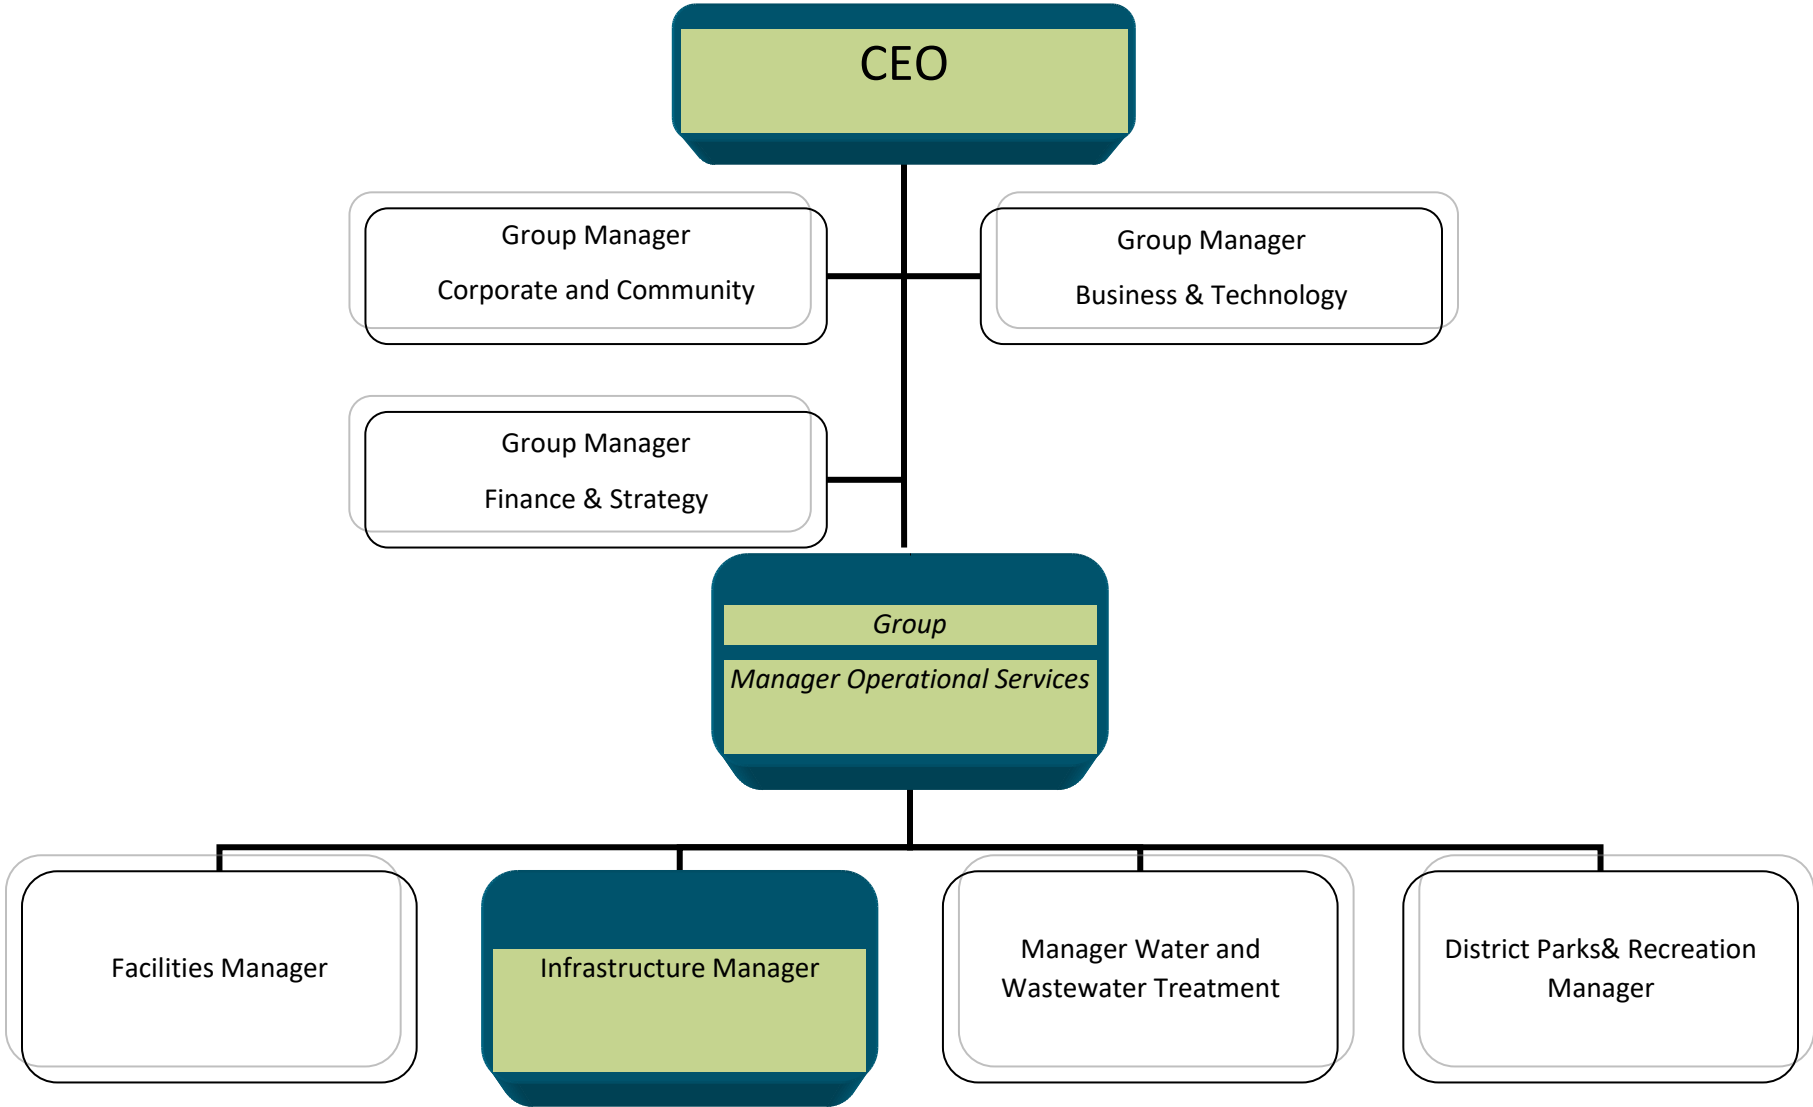 CEO
Group Manager
Corporate and Community
Group Manager
Business & Technology
Group Manager
Finance & Strategy
Group
Manager Operational Services
Facilities Manager
Infrastructure Manager
Manager Water and
Wastewater Treatment
District Parks& Recreation
Manager